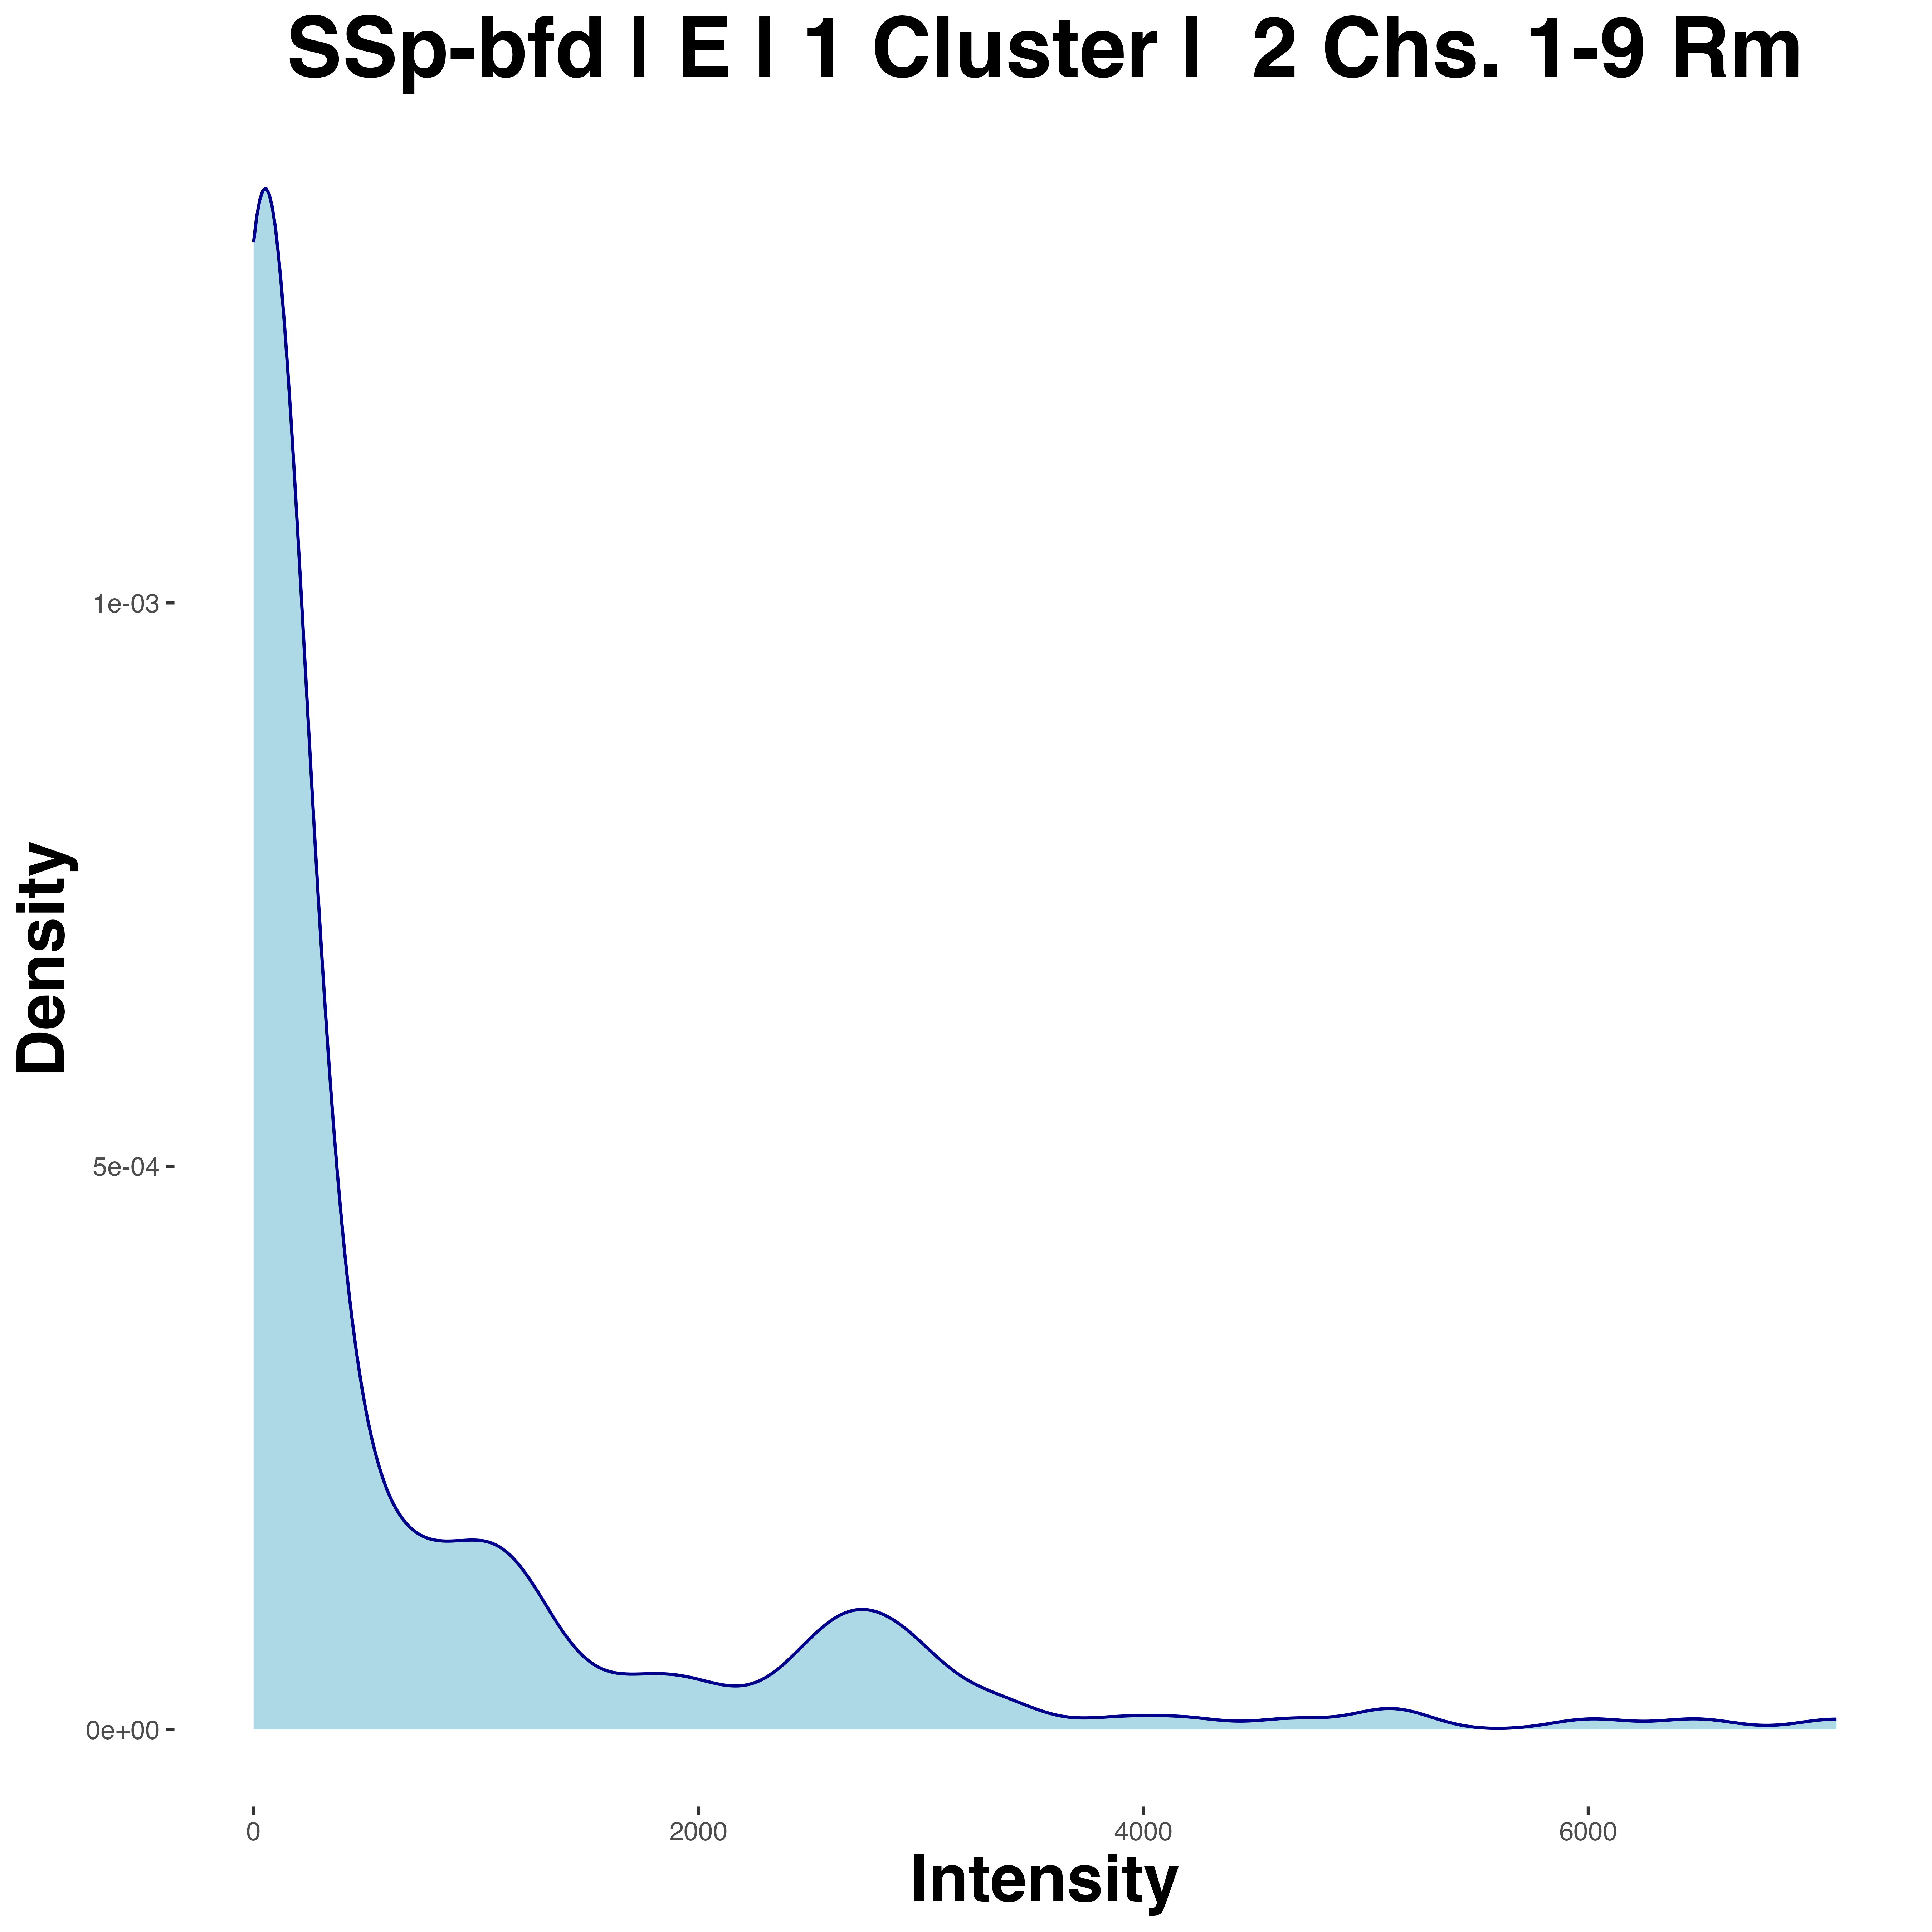 SSp-bfd | E | 1 Cluster |  2 Chs. 1-9 Rm
Density
1e-03
5e-04
0e+00
0 2000 4000 6000
Intensity